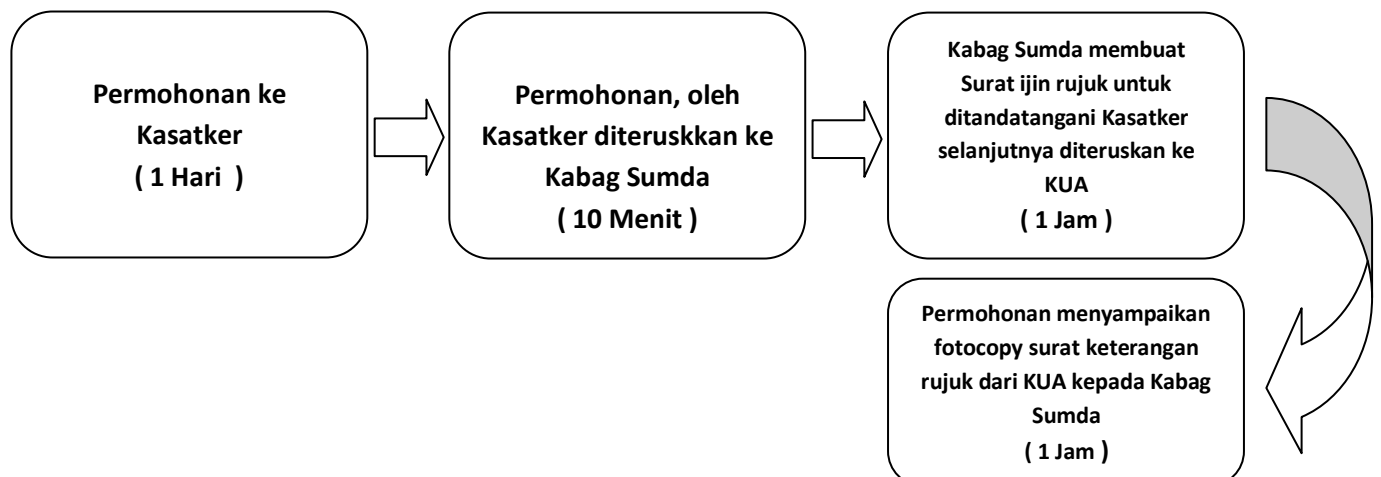 Permohonan ke
Kasatker
( 1 Hari )
Permohonan, oleh
Kasatker diteruskkan ke
Kabag Sumda
( 10 Menit )
Kabag Sumda membuat
Surat ijin rujuk untuk
ditandatangani Kasatker
selanjutnya diteruskan ke
KUA
( 1 Jam )
Permohonan menyampaikan
fotocopy surat keterangan
rujuk dari KUA kepada Kabag
Sumda
( 1 Jam )